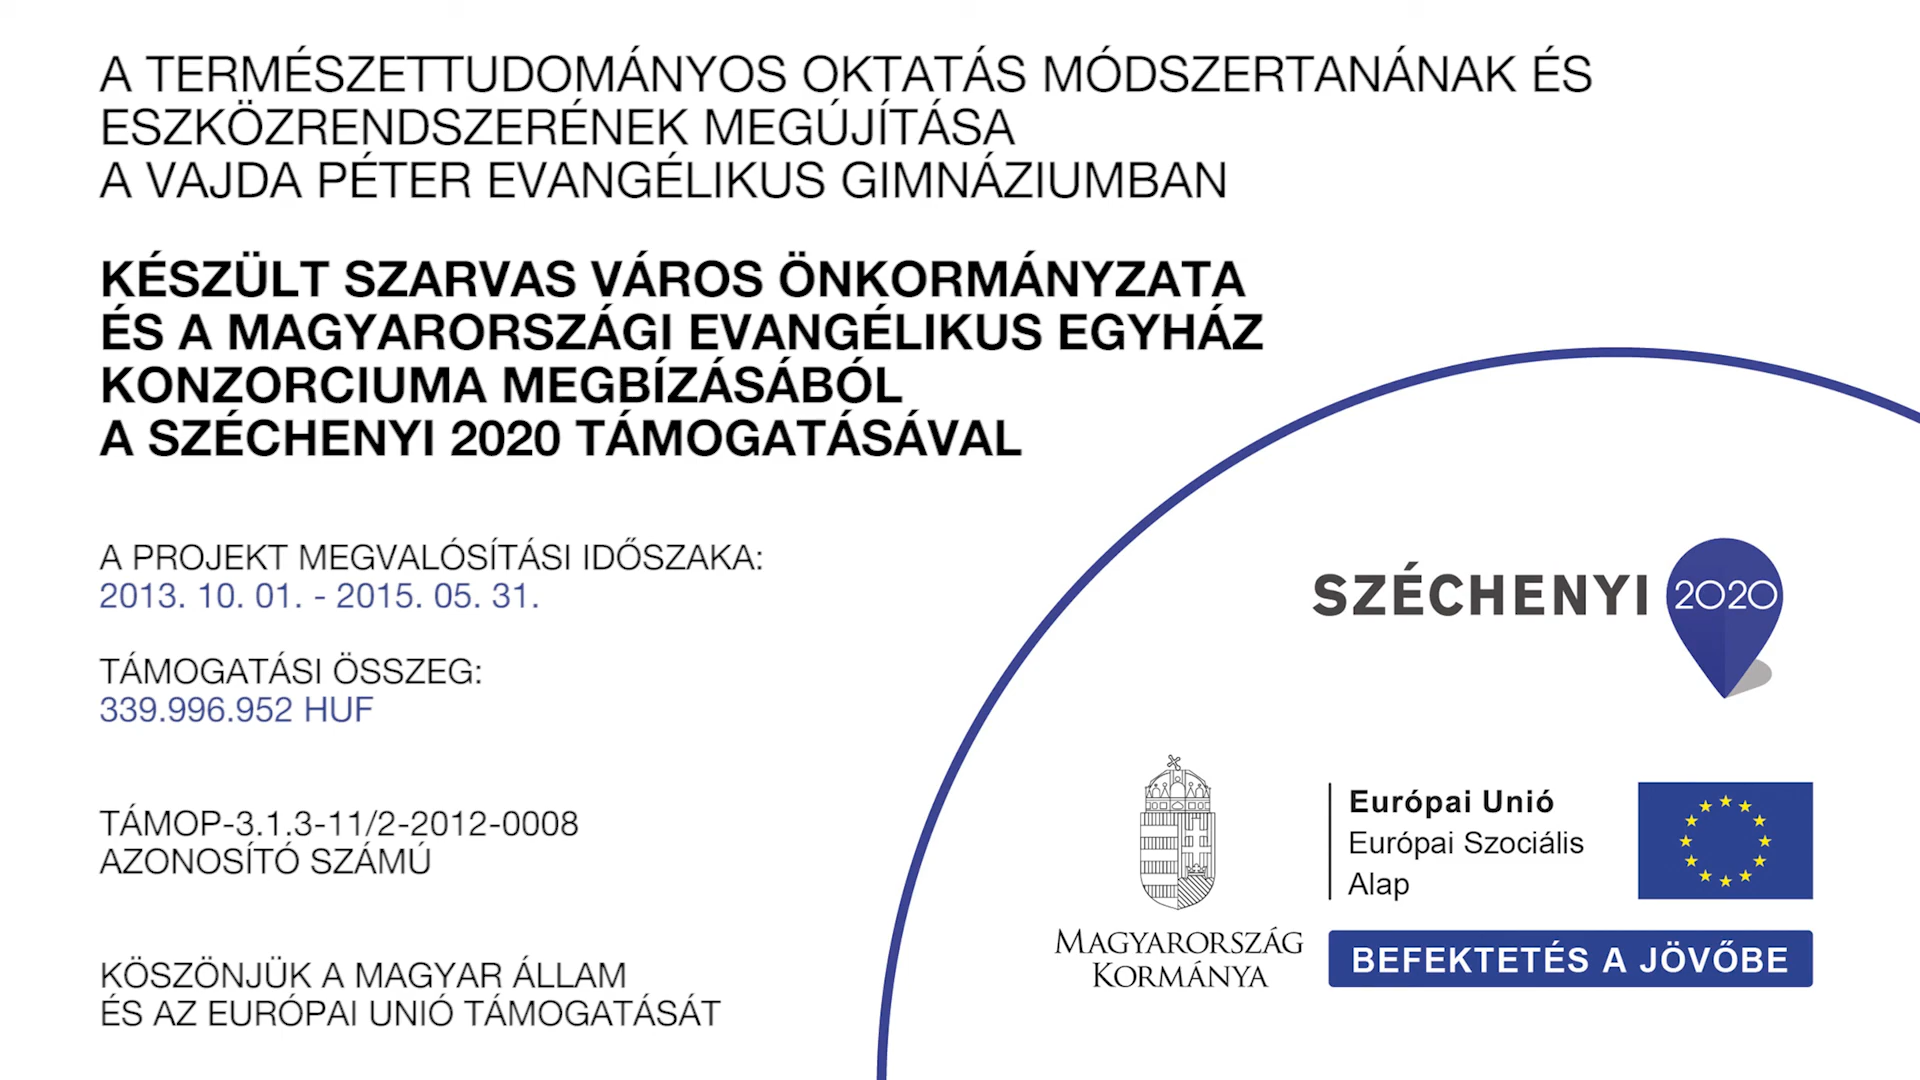 A TERMÉSZETTUDOMÁNYOS OKTATÁS MÓDSZERTANÁNAK ÉS
ESZKÖZRENDSZERÉNEK MEGÚJÍTÁSA
A VAJDA PÉTER EVANGÉLIKUS GIMNÁZIUMBAN
KÉSZÜLT SZARVAS VÁROS ÖNKORMÁNYZATA
ÉS A MAGYARORSZÁGI EVANGÉLIKUS EGYHÁZ
KONZORCIUMA MEGBÍZÁSÁBÓL
A SZÉCHENYI 2020 TÁMOGATÁSÁVAL
A PROJEKT MEGVALÓSÍTÁSI IDŐSZAKA:
2013. 10. 01. - 2015. 05. 31.
TÁMOGATÁSI ÖSSZEG:
339.996.952 HUF
TÁMOP-3.1.3-11/2-2012-0008
AZONOSÍTÓ SZÁMÚ
KÖSZÖNJÜK A MAGYAR ÁLLAM
ÉS AZ EURÓPAI UNIÓ TÁMOGATÁSÁT
SZÉCHENYI 2020
MAGYARORSZÁG
KORMÁNYA
Európai Unió
Európai Szociális
Alap
BEFEKTETÉS A JÖVŐBE